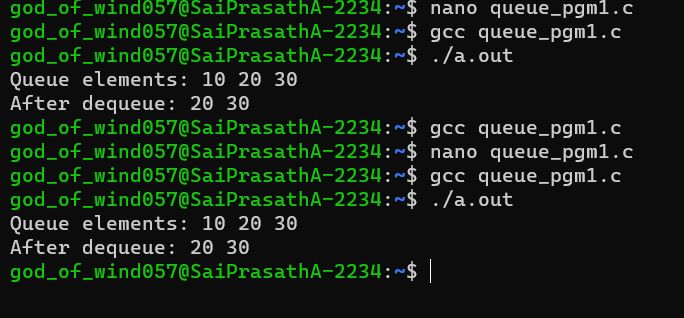 god_of_wind057@SaiPrasathA-2234:~$ nano queue_pgm1.c
god_of_wind057@SaiPrasathA-2234:~$ gcc queue_pgm1.c
god_of_wind057@SaiPrasathA-2234:~$ ./a.out
Queue elements: 10 20 30
After dequeue: 20 30
god_of_wind057@SaiPrasathA-2234:~$ gcc queue_pgm1.c
god_of_wind057@SaiPrasathA-2234:~$ nano queue_pgm1.c
god_of_wind057@SaiPrasathA-2234:~$ gcc queue_pgm1.c
god_of_wind057@SaiPrasathA-2234:~$ ./a.out
Queue elements: 10 20 30
After dequeue: 20 30
god_of_wind057@SaiPrasathA-2234:~$